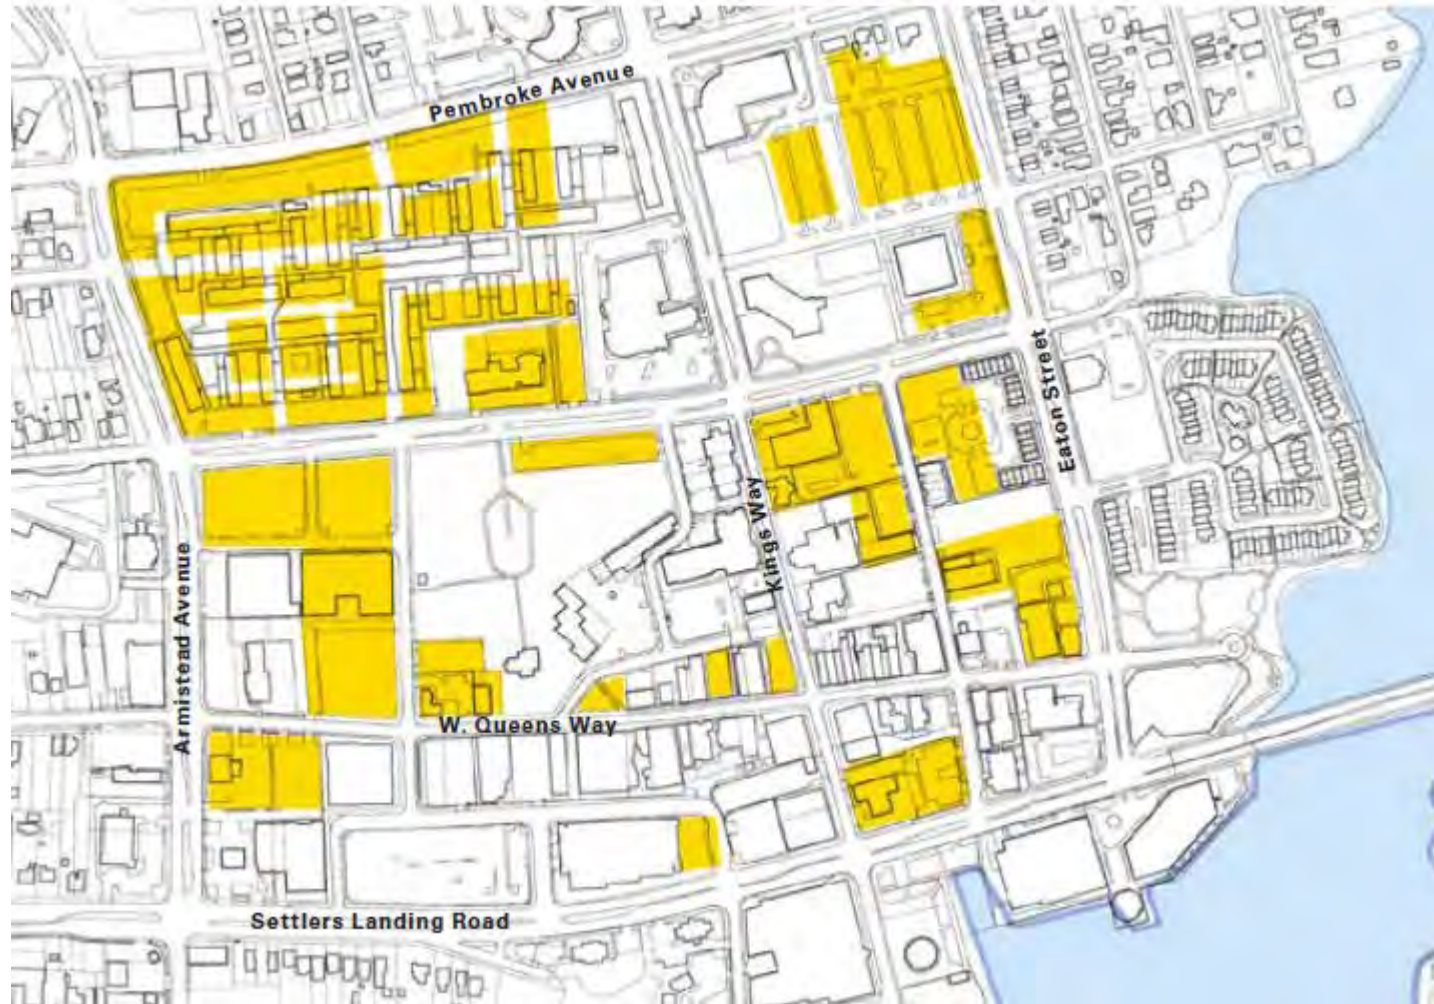 Pembroke Avenue
Eaton Street
Kings Way
Armistead Avenue
W. Queens Way
Settlers Landing Road